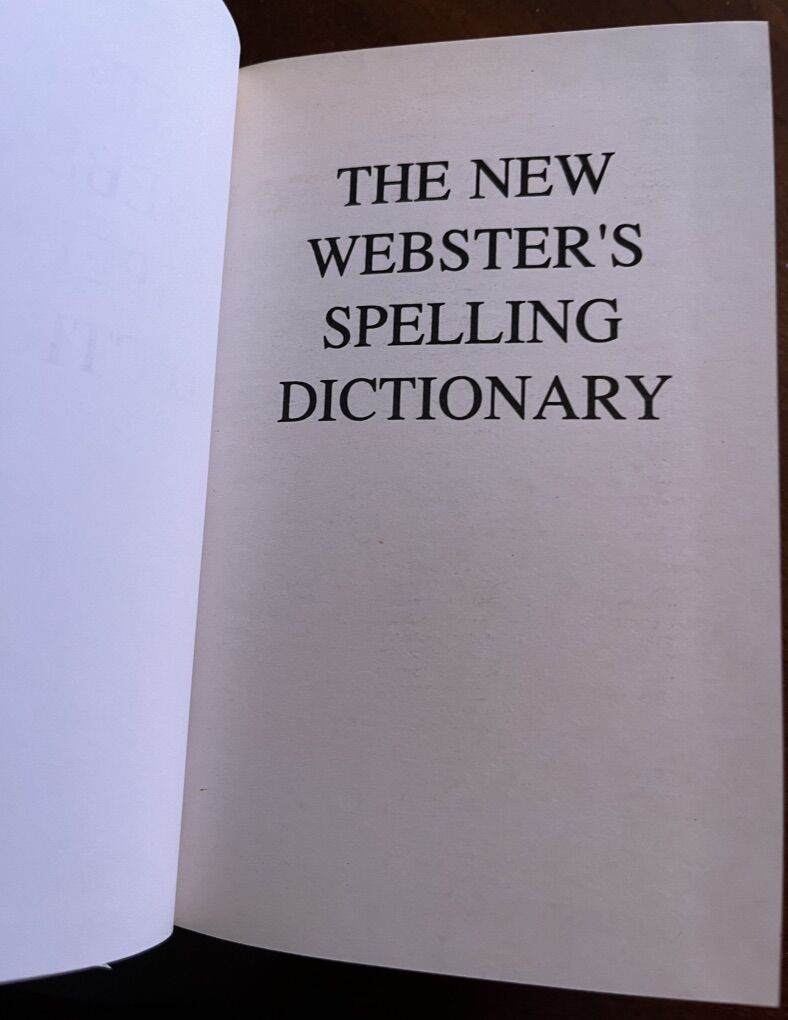 THE NEW
WEBSTER'S
SPELLING
DICTIONARY